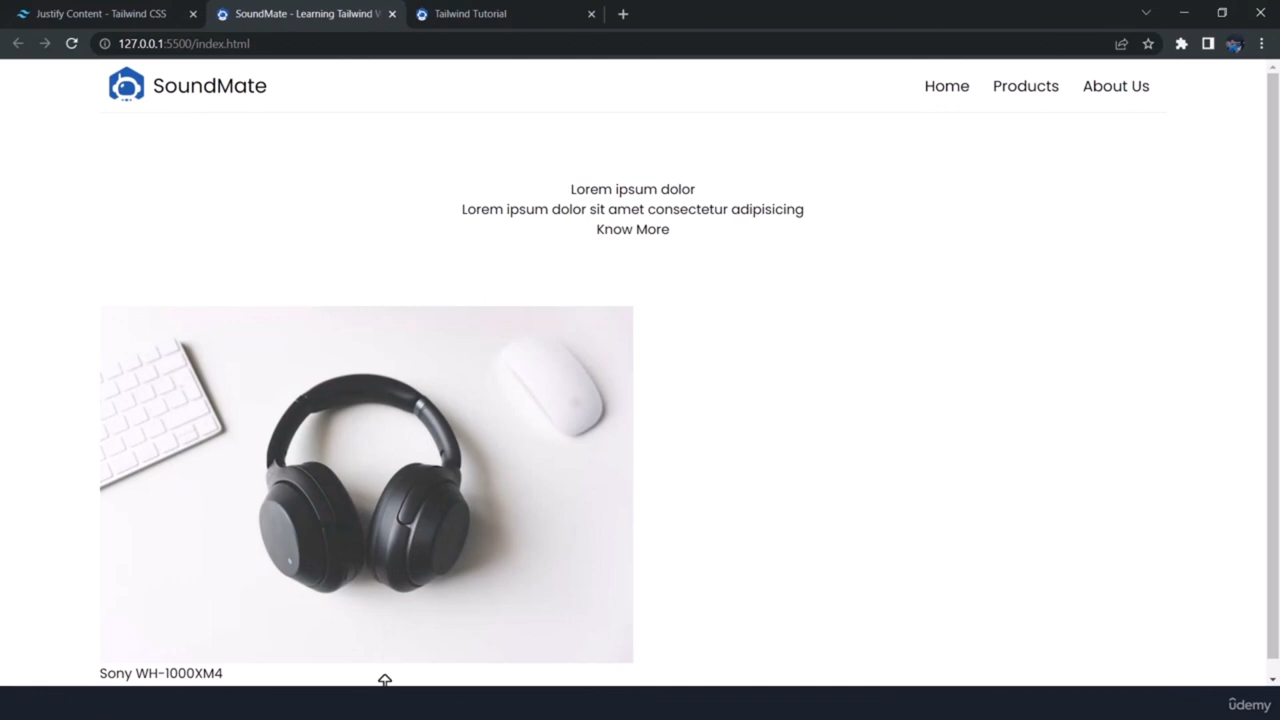 Justify Content - Tailwind CSS
SoundMate - Learning Tailwind
Tailwind Tutorial
127.0.0.1:5500/index.html
SoundMate
Home
Products
About Us
Lorem ipsum dolor
Lorem ipsum dolor sit amet consectetur adipisicing
Know More
Sony WH-1000XM4
ûdemy